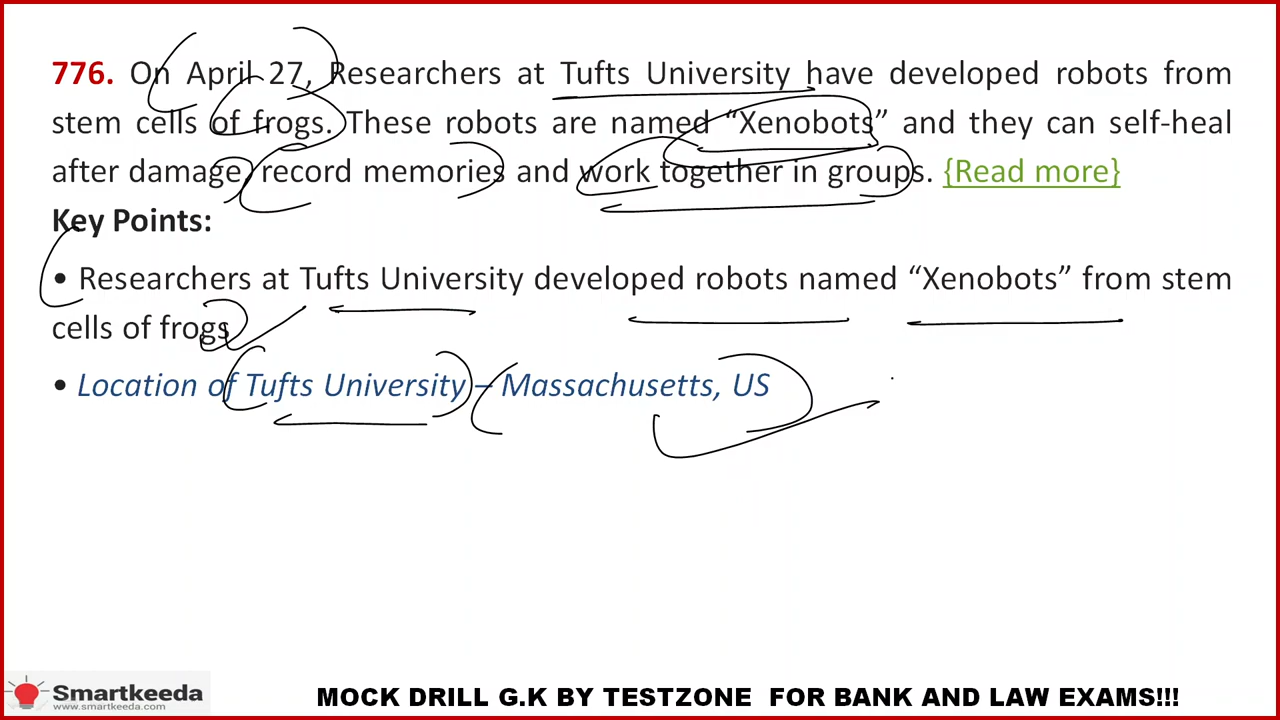 776. On April 27, Researchers at Tufts University have developed robots from
stem cells of frogs. These robots are named “Xenobots” and they can self-heal
after damage, record memories and work together in groups. {Read more}
Key Points:
• Researchers at Tufts University developed robots named “Xenobots” from stem
cells of frogs
• Location of Tufts University – Massachusetts, US
Smartkeeda
www.smartkeeda.com
MOCK DRILL G.K BY TESTZONE FOR BANK AND LAW EXAMS!!!